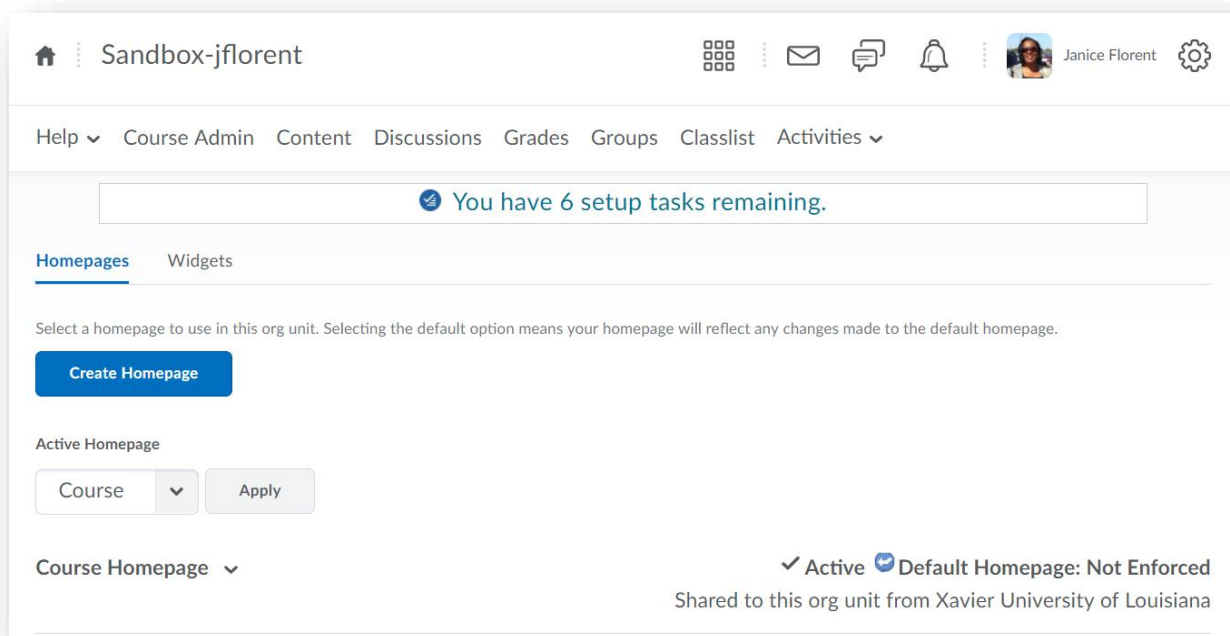 Sandbox-jflorent
Janice Florent
Help Course Admin Content Discussions Grades Groups Classlist Activities
You have 6 setup tasks remaining.
Homepages Widgets
Select a homepage to use in this org unit. Selecting the default option means your homepage will reflect any changes made to the default homepage.
Create Homepage
Active Homepage
Course Apply
Course Homepage Active Default Homepage: Not Enforced
Shared to this org unit from Xavier University of Louisiana